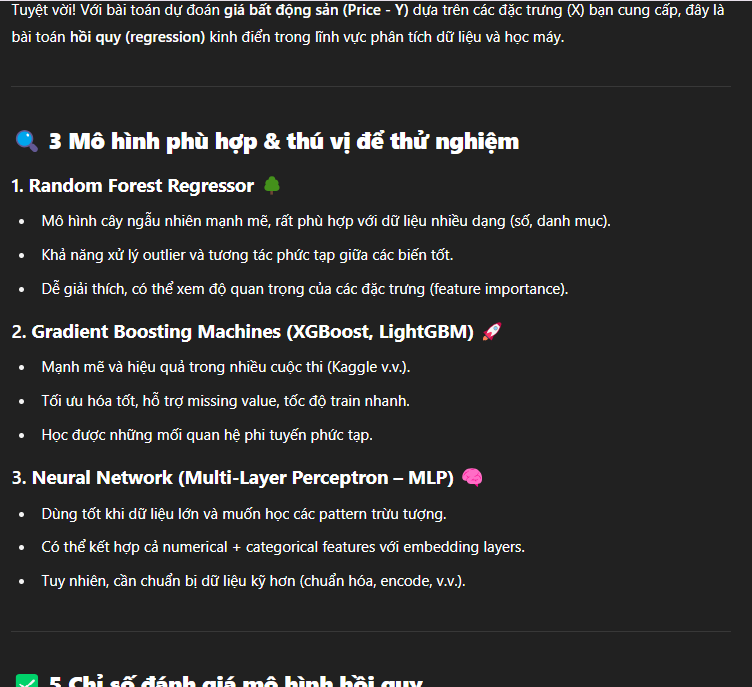 Tuyệt vời! Với bài toán dự đoán giá bất động sản (Price - Y) dựa trên các đặc trưng (X) bạn cung cấp, đây là
bài toán hồi quy (regression) kinh điển trong lĩnh vực phân tích dữ liệu và học máy.
🔍 3 Mô hình phù hợp & thú vị để thử nghiệm
1. Random Forest Regressor 🌳
• Mô hình cây ngẫu nhiên mạnh mẽ, rất phù hợp với dữ liệu nhiều dạng (số, danh mục).
• Khả năng xử lý outlier và tương tác phức tạp giữa các biến tốt.
• Dễ giải thích, có thể xem độ quan trọng của các đặc trưng (feature importance).
2. Gradient Boosting Machines (XGBoost, LightGBM) 🚀
• Mạnh mẽ và hiệu quả trong nhiều cuộc thi (Kaggle v.v.).
• Tối ưu hóa tốt, hỗ trợ missing value, tốc độ train nhanh.
• Học được những mối quan hệ phi tuyến phức tạp.
3. Neural Network (Multi-Layer Perceptron – MLP) 🧠
• Dùng tốt khi dữ liệu lớn và muốn học các pattern trừu tượng.
• Có thể kết hợp cả numerical + categorical features với embedding layers.
• Tuy nhiên, cần chuẩn bị dữ liệu kỹ hơn (chuẩn hóa, encode, v.v.).
✅ 5 Chỉ số đánh giá mô hình hồi quy